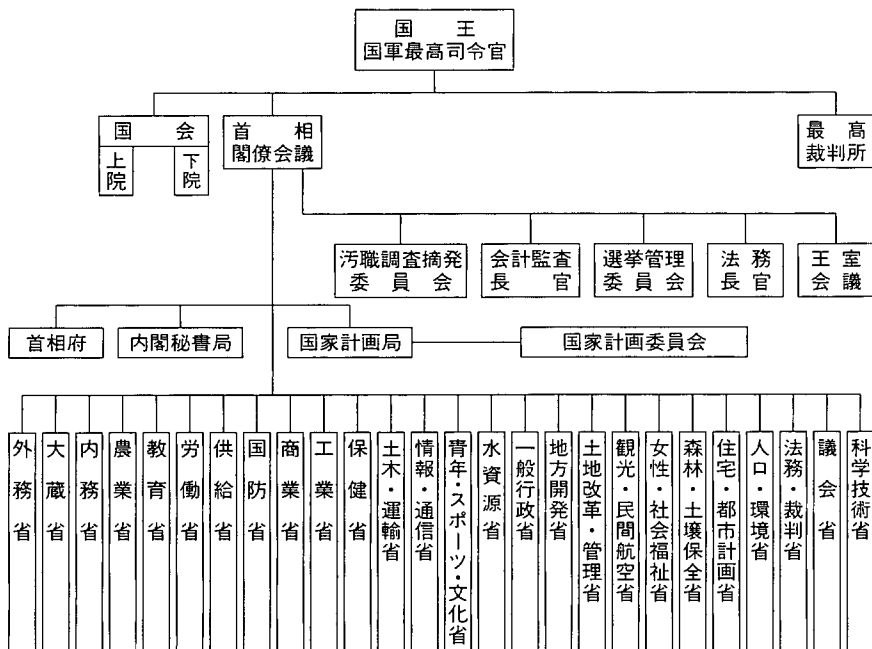 国王
国軍最高司令官
国会
上院
下院
首相
閣僚会議
最高
裁判所
汚職調査摘発
委員会
会計監査
長官
選挙管理
委員会
法務
長官
王室
会議
首相府
内閣秘書局
国家計画局
国家計画委員会
外務省
大蔵省
内務省
農業省
教育省
労働省
供給省
国防省
商業省
工業省
保健省
土木・運輸省
情報・通信省
青年・スポーツ・文化省
水資源省
一般行政省
地方開発省
土地改革・管理省
観光・民間航空省
女性・社会福祉省
森林・土壌保全省
住宅・都市計画省
人口・環境省
法務・裁判省
議会省
科学技術省